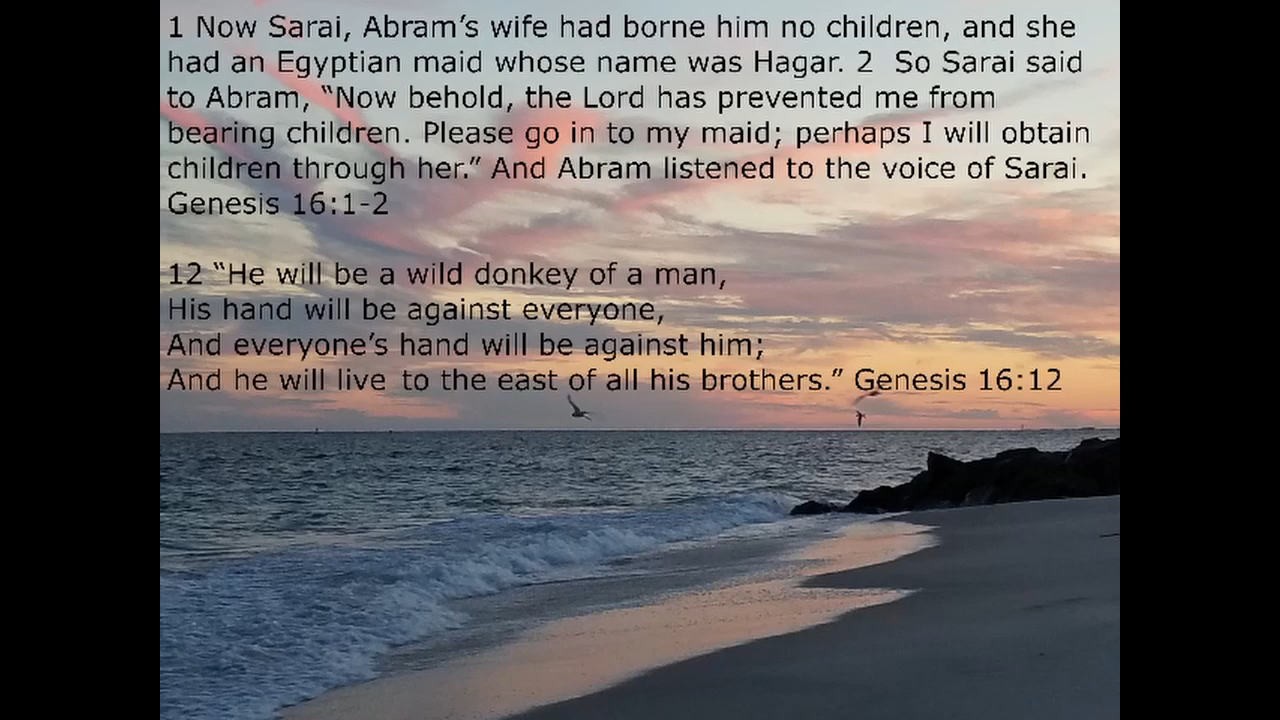 1 Now Sarai, Abram’s wife had borne him no children, and she
had an Egyptian maid whose name was Hagar. 2  So Sarai said
to Abram, “Now behold, the Lord has prevented me from
bearing children. Please go in to my maid; perhaps I will obtain
children through her.” And Abram listened to the voice of Sarai.
Genesis 16:1-2
12 “He will be a wild donkey of a man,
His hand will be against everyone,
And everyone’s hand will be against him;
And he will live to the east of all his brothers.” Genesis 16:12